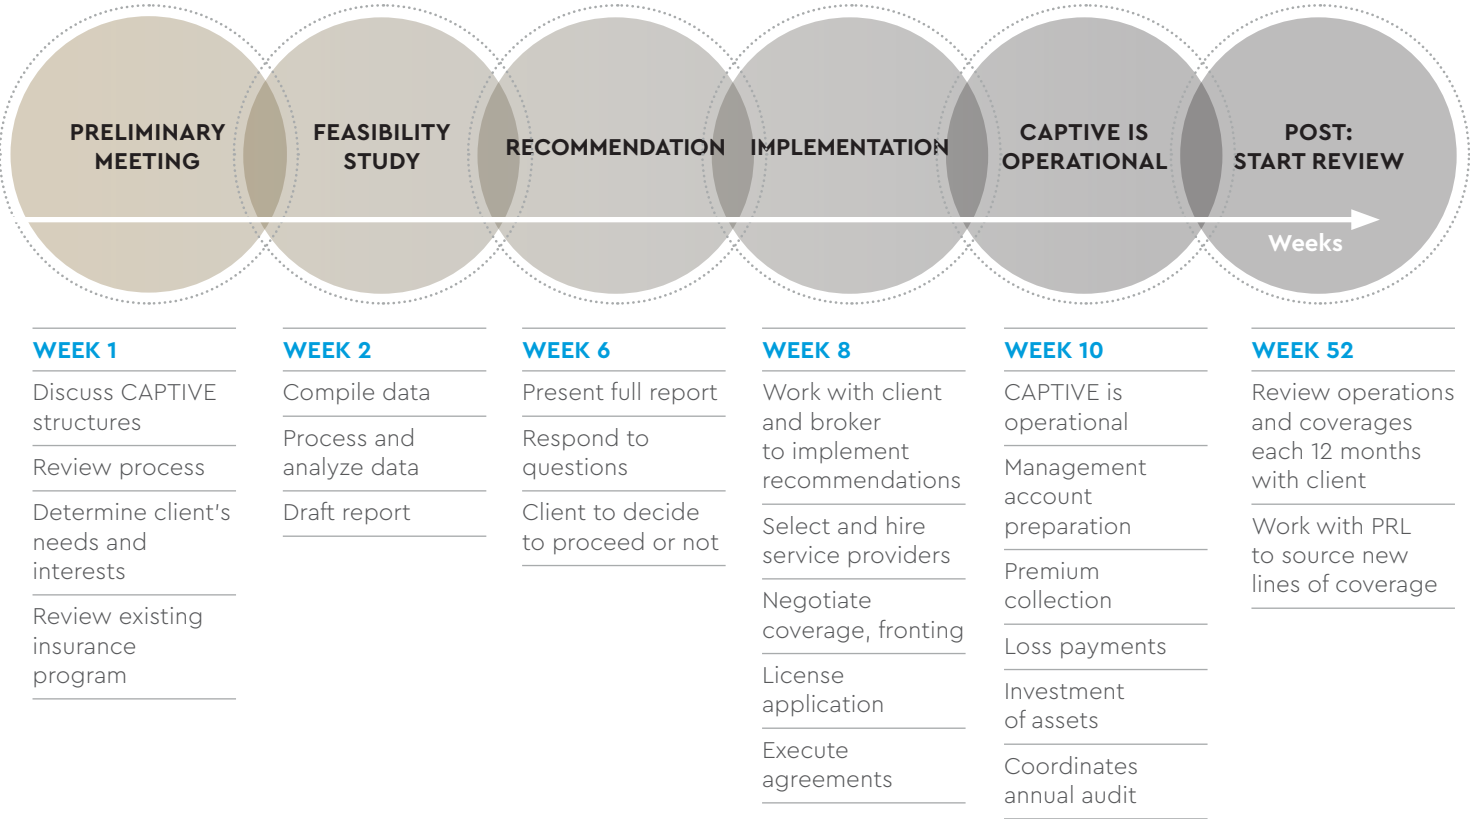 PRELIMINARY
MEETING
FEASIBILITY
STUDY
RECOMMENDATION
IMPLEMENTATION
CAPTIVE IS
OPERATIONAL
POST:
START REVIEW
Weeks
WEEK 1
Discuss CAPTIVE
structures
Review process
Determine client's
needs and
interests
Review existing
insurance
program
WEEK 2
Compile data
Process and
analyze data
Draft report
WEEK 6
Present full report
Respond to
questions
Client to decide
to proceed or not
WEEK 8
Work with client
and broker
to implement
recommendations
Select and hire
service providers
Negotiate
coverage, fronting
License
application
Execute
agreements
WEEK 10
CAPTIVE is
operational
Management
account
preparation
Premium
collection
Loss payments
Investment
of assets
Coordinates
annual audit
WEEK 52
Review operations
and coverages
each 12 months
with client
Work with PRL
to source new
lines of coverage